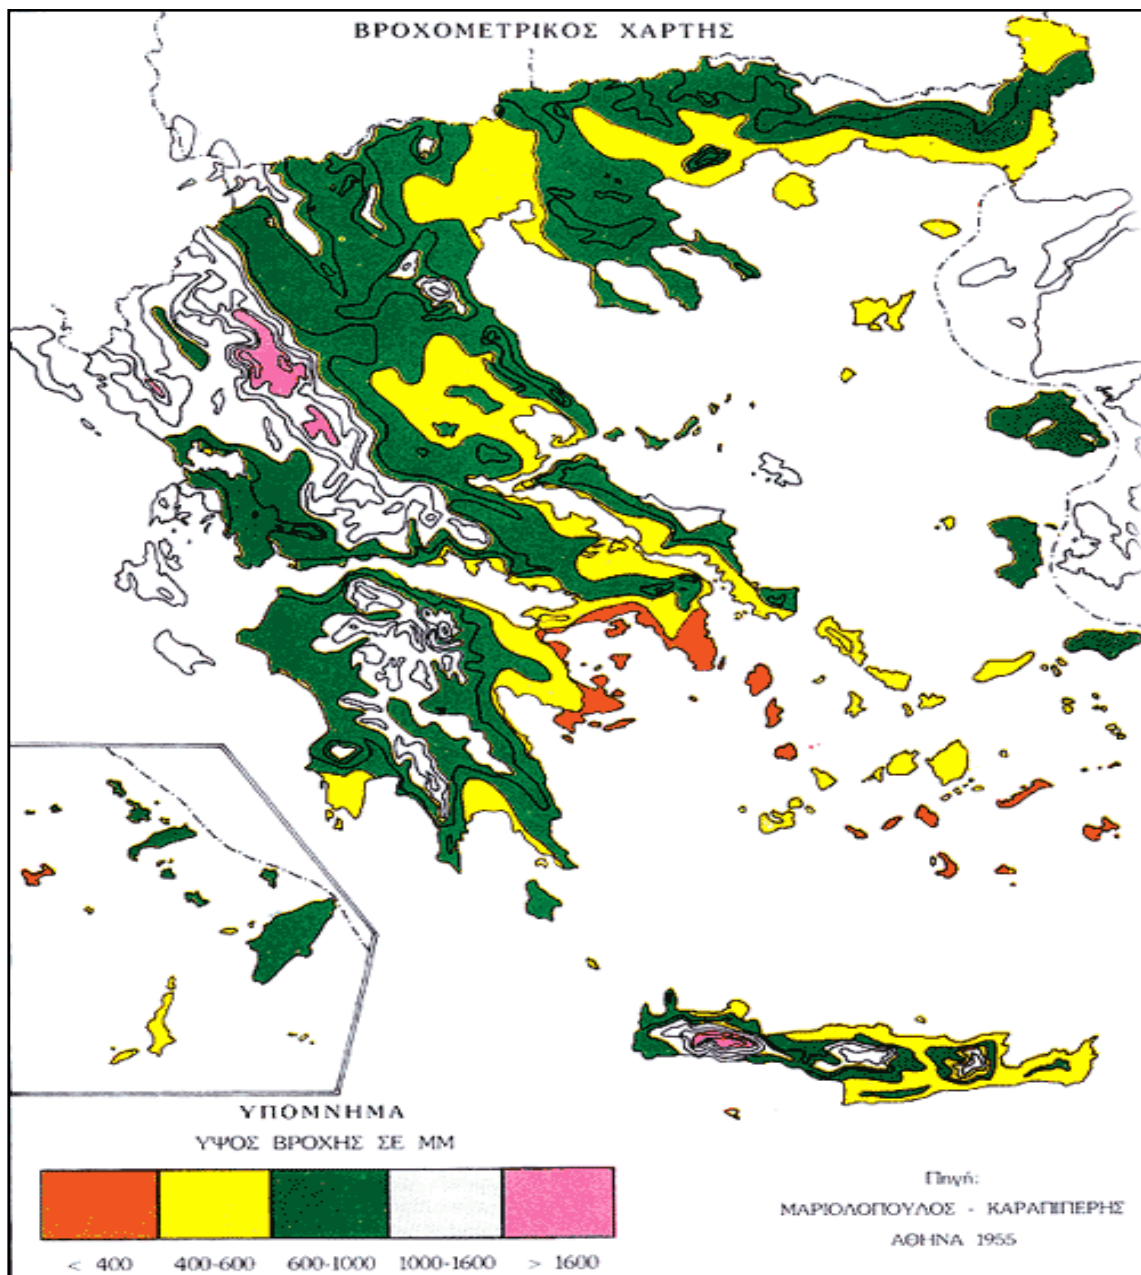 ΒΡΟΧΟΜΕΤΡΙΚΟΣ ΧΑΡΤΗΣ
ΥΠΟΜΝΗΜΑ
ΥΨΟΣ ΒΡΟΧΗΣ ΣΕ ΜΜ
< 400 400-600 600-1000 1000-1600 > 1600
Πηγή:
ΜΑΡΙΟΛΟΠΟΥΛΟΣ - ΚΑΡΑΠΙΠΕΡΗΣ
ΑΘΗΝΑ 1955